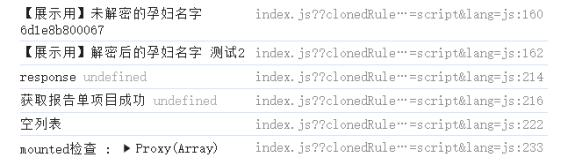 【展示用】未解密的孕妇名字 index.js??clonedRule…=script&lang=js:160
6d1e8b800067
【展示用】解密后的孕妇名字 测试2 index.js??clonedRule…=script&lang=js:162
response undefined index.js??clonedRule…=script&lang=js:214
获取报告单项目成功 undefined index.js??clonedRule…=script&lang=js:216
空列表 index.js??clonedRule…=script&lang=js:222
mounted检查 : ▶Proxy(Array) index.js??clonedRule…=script&lang=js:233